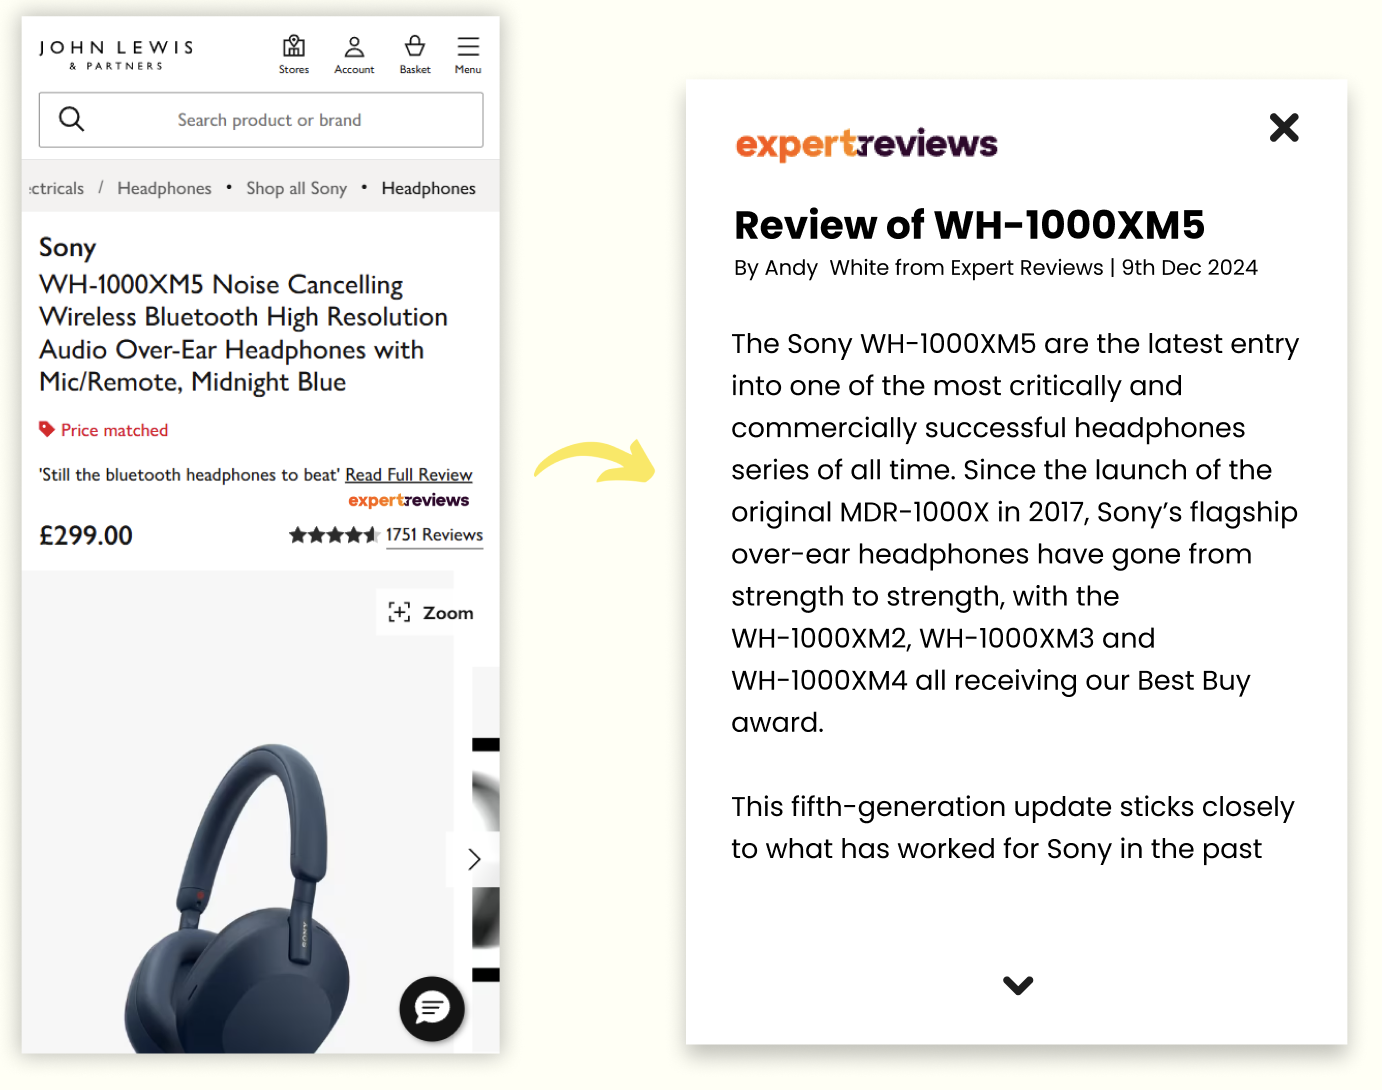 JOHN LEWIS
& PARTNERS
Stores
Account
Basket
Menu
Search product or brand
ctricals / Headphones • Shop all Sony • Headphones
Sony
WH-1000XM5 Noise Cancelling
Wireless Bluetooth High Resolution
Audio Over-Ear Headphones with
Mic/Remote, Midnight Blue
Price matched
'Still the bluetooth headphones to beat' Read Full Review
expertreviews
£299.00
1751 Reviews
Zoom
SONY
expertreviews
Review of WH-1000XM5
By Andy  White from Expert Reviews | 9th Dec 2024
The Sony WH-1000XM5 are the latest entry
into one of the most critically and
commercially successful headphones
series of all time. Since the launch of the
original MDR-1000X in 2017, Sony’s flagship
over-ear headphones have gone from
strength to strength, with the
WH-1000XM2, WH-1000XM3 and
WH-1000XM4 all receiving our Best Buy
award.
This fifth-generation update sticks closely
to what has worked for Sony in the past